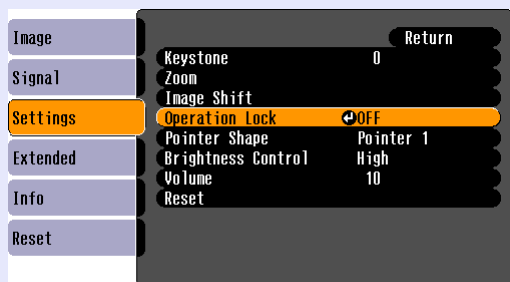 Image
Signal
Settings
Extended
Info
Reset
Return
Keystone 0
Zoom
Image Shift
Operation Lock OFF
Pointer Shape Pointer 1
Brightness Control High
Volume 10
Reset